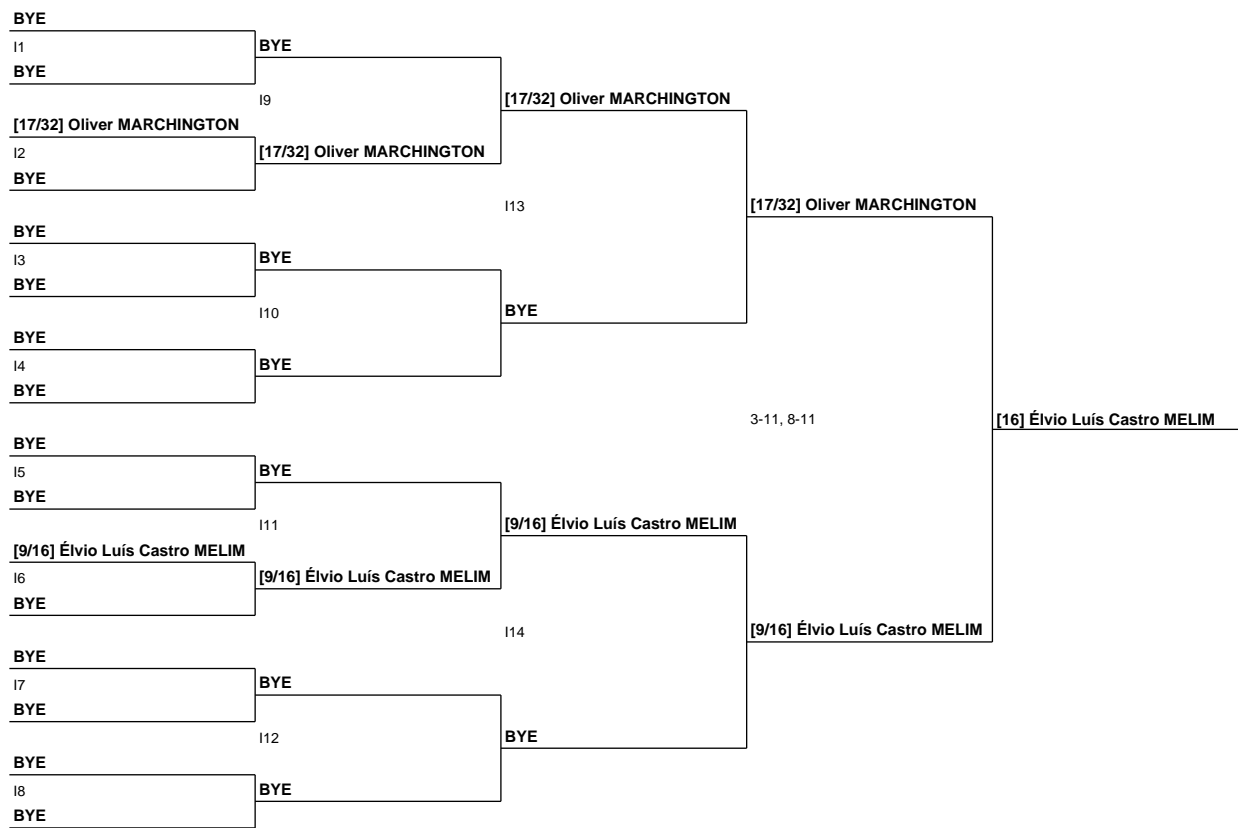 BYE
I1
BYE
BYE
I9
[17/32] Oliver MARCHINGTON
[17/32] Oliver MARCHINGTON
I2
[17/32] Oliver MARCHINGTON
BYE
I13
[17/32] Oliver MARCHINGTON
BYE
I3
BYE
BYE
I10
BYE
BYE
I4
BYE
BYE
3-11, 8-11
[16] Élvio Luís Castro MELIM
BYE
I5
BYE
BYE
I11
[9/16] Élvio Luís Castro MELIM
[9/16] Élvio Luís Castro MELIM
I6
[9/16] Élvio Luís Castro MELIM
BYE
I14
[9/16] Élvio Luís Castro MELIM
BYE
I7
BYE
BYE
I12
BYE
BYE
I8
BYE
BYE